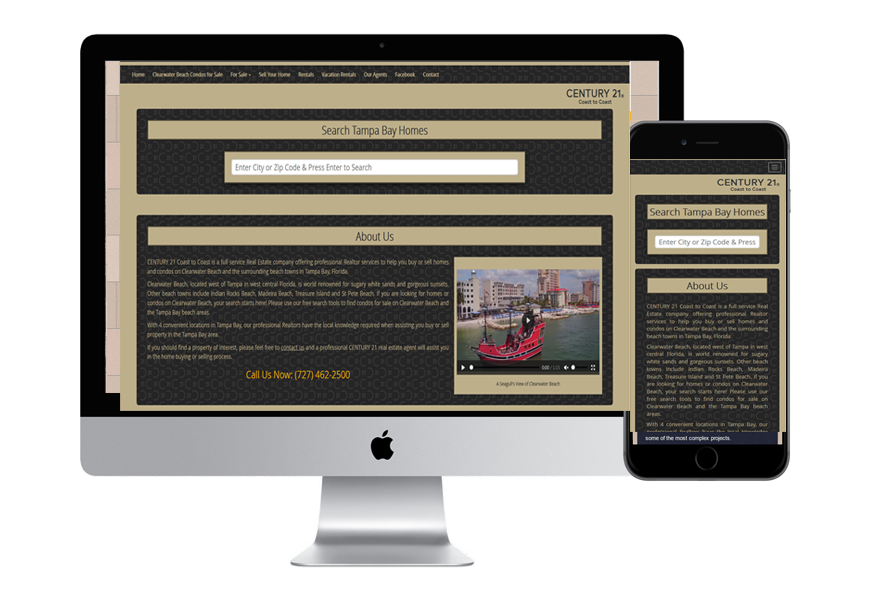 Home Clearwater Beach Condos for Sale For Sale Sell Your Home Rentals Vacation Rentals Our Agents Facebook Contact
CENTURY 21®
Coast to Coast
Search Tampa Bay Homes
Enter City or Zip Code & Press Enter to Search
About Us
CENTURY 21 Coast to Coast is a full service Real Estate company offering professional Realtor services to help you buy or sell homes
and condos on Clearwater Beach and the surrounding beach towns in Tampa Bay, Florida.
Clearwater Beach, located west of Tampa in west central Florida, is world renowned for sugary white sands and gorgeous sunsets.
Other beach towns include Indian Rocks Beach, Madeira Beach, Treasure Island and St Pete Beach. If you are looking for homes or
condos on Clearwater Beach, your search starts here! Please use our free search tools to find condos for sale on Clearwater Beach and
the Tampa Bay beach areas.
With 4 convenient locations in Tampa Bay, our professional Realtors have the local knowledge required when assisting you buy or sell
property in the Tampa Bay area.
If you should find a property of interest, please feel free to contact us and a professional CENTURY 21 real estate agent will assist you
in the home buying or selling process.
Call Us Now: (727) 462-2500
A Seagull's View of Clearwater Beach
CENTURY 21®
Coast to Coast
Search Tampa Bay Homes
Enter City or Zip Code & Press
About Us
CENTURY 21 Coast to Coast is a full service Real
Estate company offering professional Realtor
services to help you buy or sell homes and
condos on Clearwater Beach and the surrounding
beach towns in Tampa Bay, Florida.
Clearwater Beach, located west of Tampa in west
central Florida, is world renowned for sugary
white sands and gorgeous sunsets. Other beach
towns include Indian Rocks Beach, Madeira
Beach, Treasure Island and St Pete Beach. If you
are looking for homes or condos on Clearwater
Beach, your search starts here! Please use our
free search tools to find condos for sale on
Clearwater Beach and the Tampa Bay beach
areas.
With 4 convenient locations in Tampa Bay, our
professional Realtors have the local knowledge
some of the most complex projects.